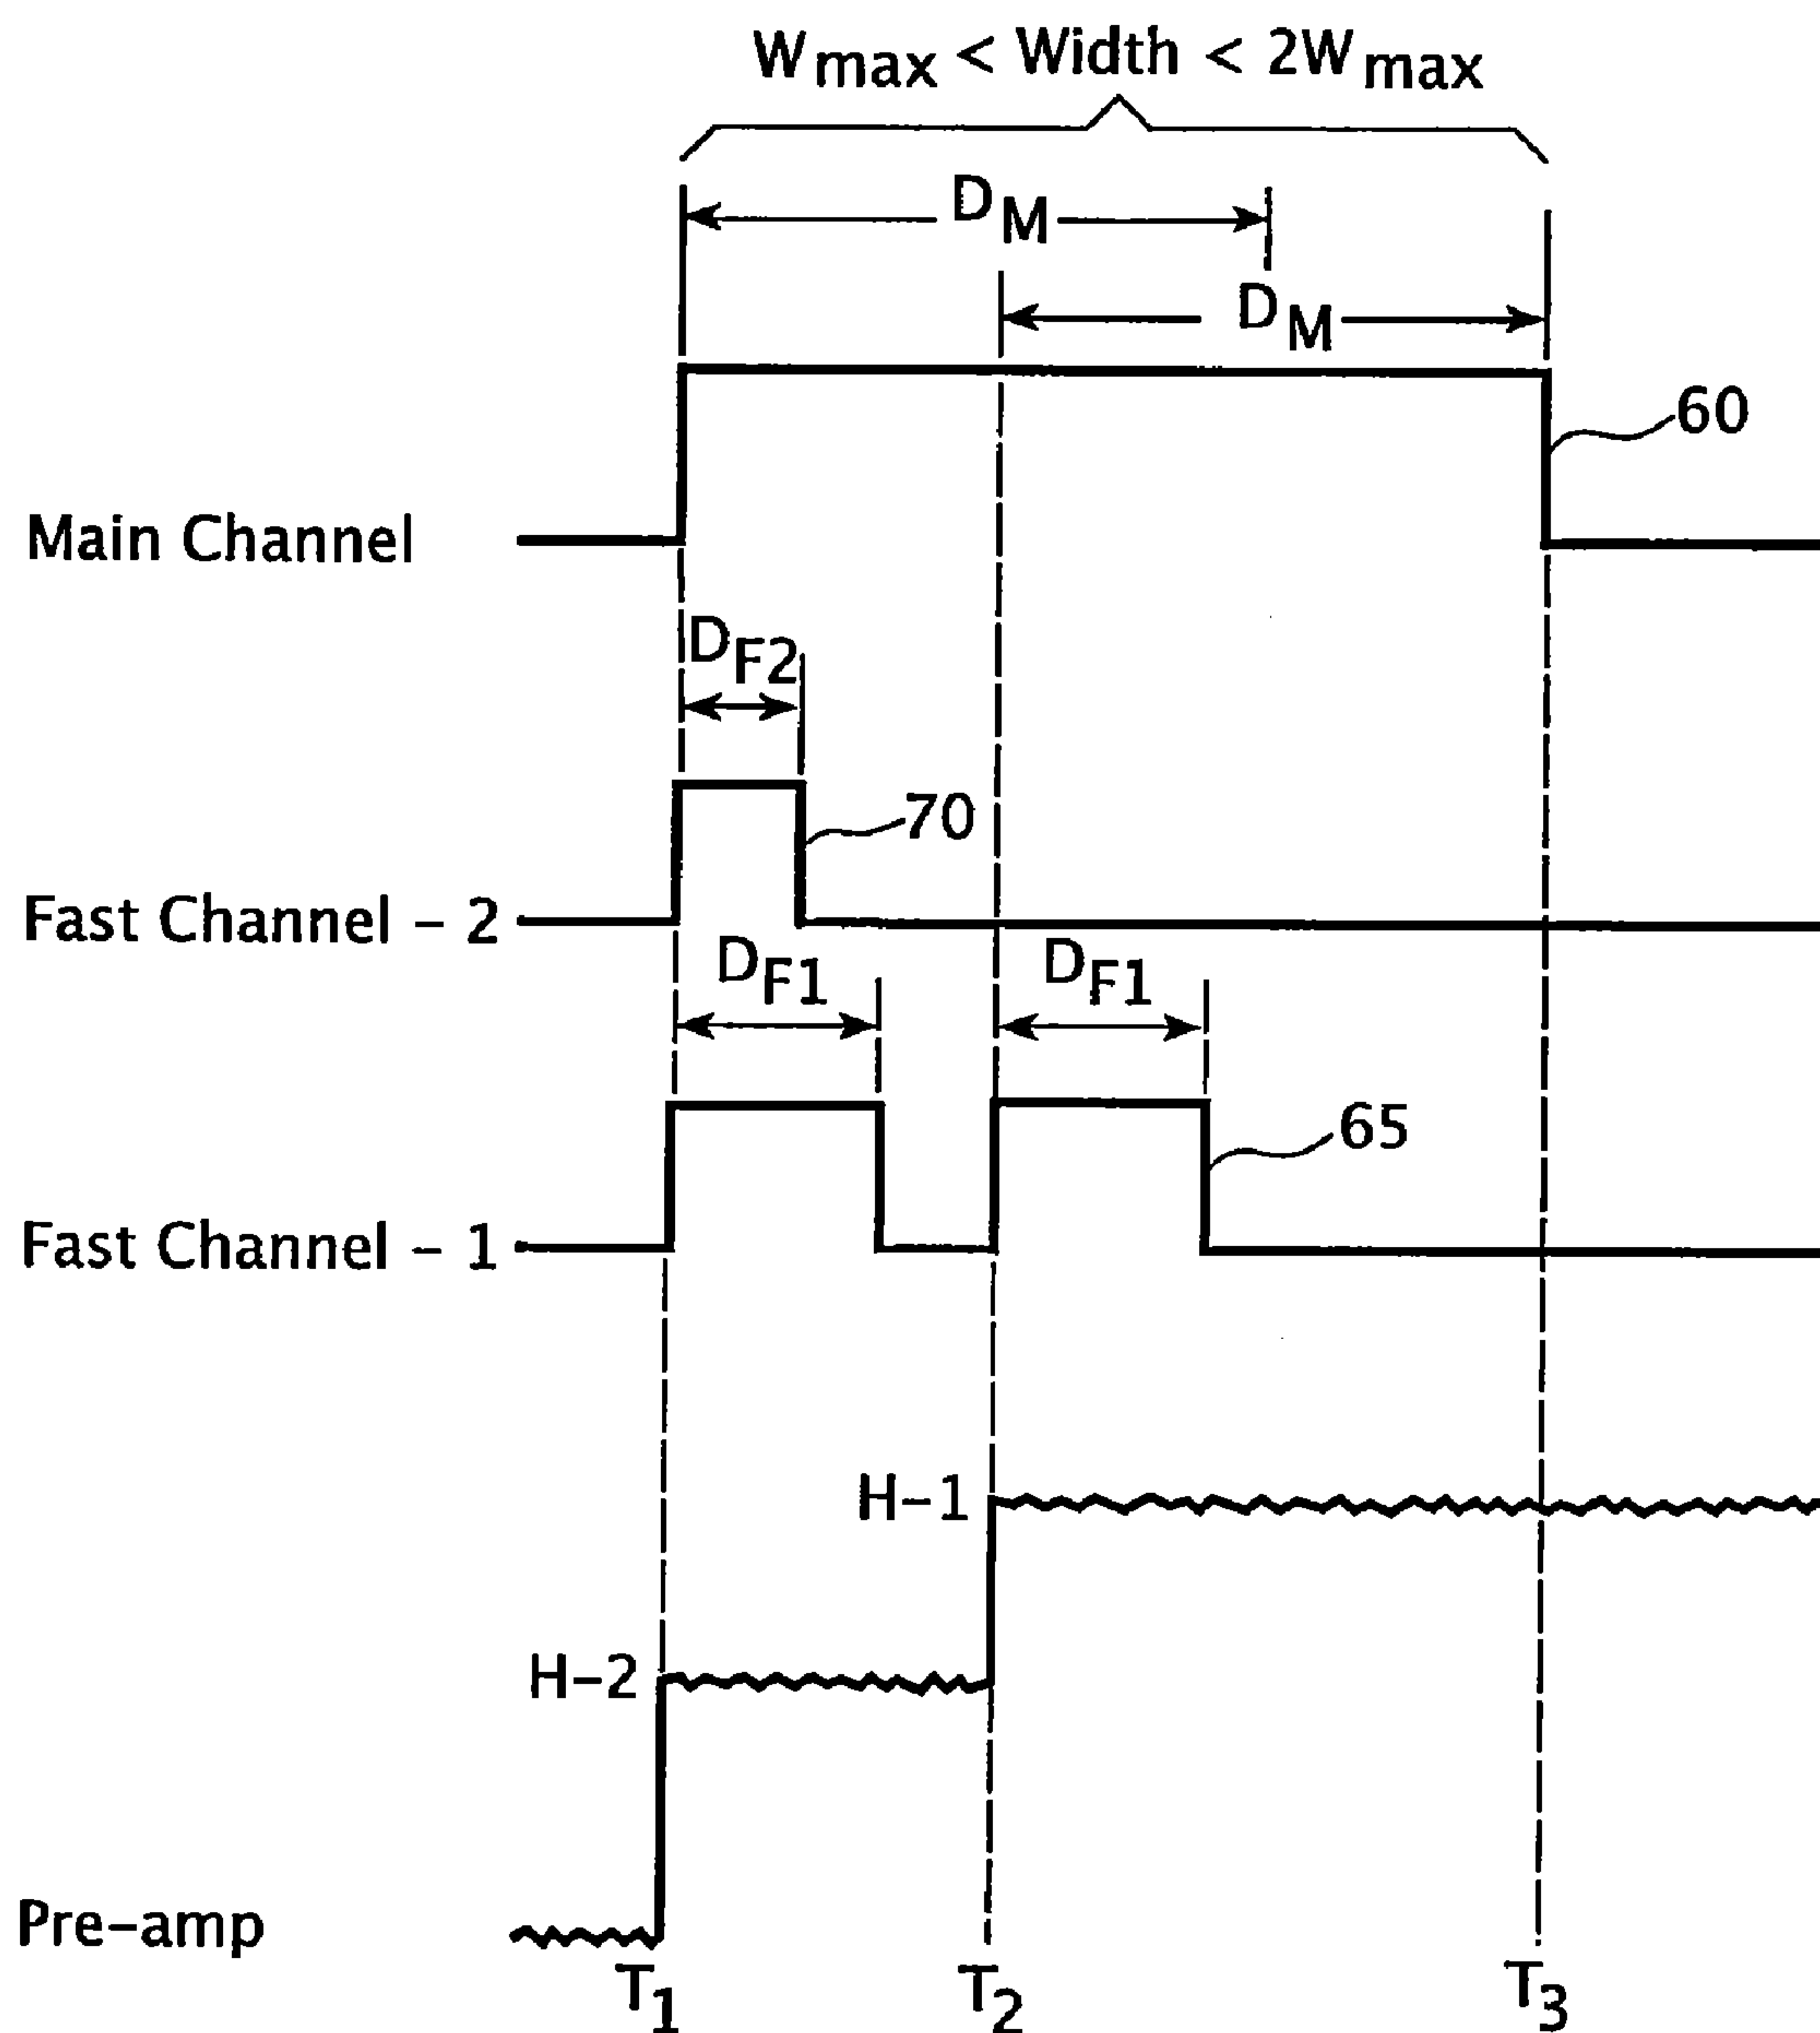 Wmax < Width < 2Wmax
DM
DM
60
Main Channel
DF2
70
Fast Channel – 2
DF1
DF1
65
Fast Channel – 1
H–1
H–2
Pre–amp
T1
T2
T3